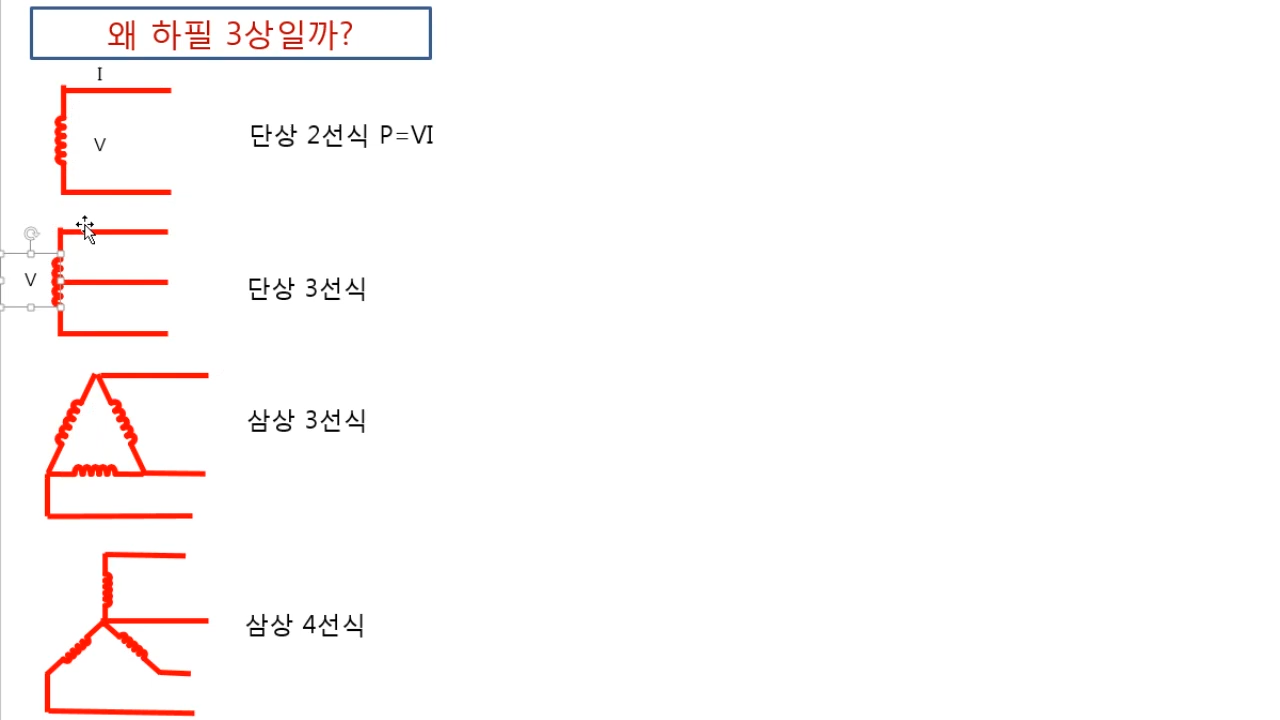 왜 하필 3상일까?
I
V
단상 2선식 P=VI
V
단상 3선식
삼상 3선식
삼상 4선식